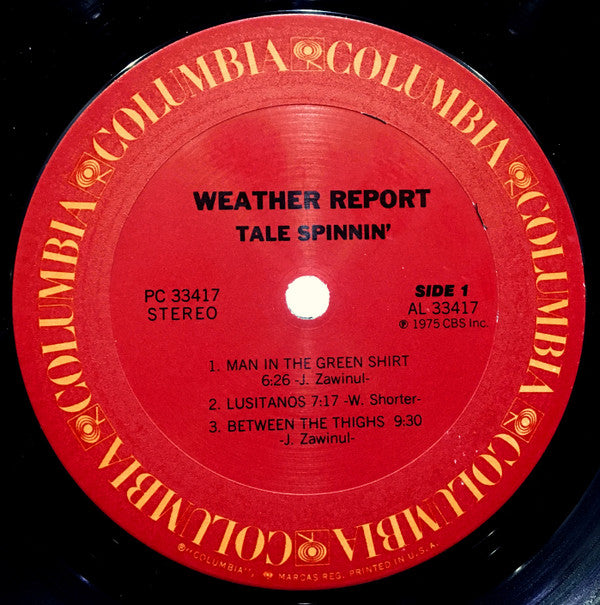 COLUMBIA COLUMBIA COLUMBIA COLUMBIA COLUMBIA COLUMBIA
WEATHER REPORT
TALE SPINNIN'
PC 33417
STEREO
SIDE 1
AL 33417
℗ 1975 CBS Inc.
1. MAN IN THE GREEN SHIRT
6:26 -J. Zawinul-
2. LUSITANOS 7:17 -W. Shorter-
3. BETWEEN THE THIGHS 9:30
-J. Zawinul-
®"COLUMBIA", MARCAS REG. PRINTED IN U.S.A.